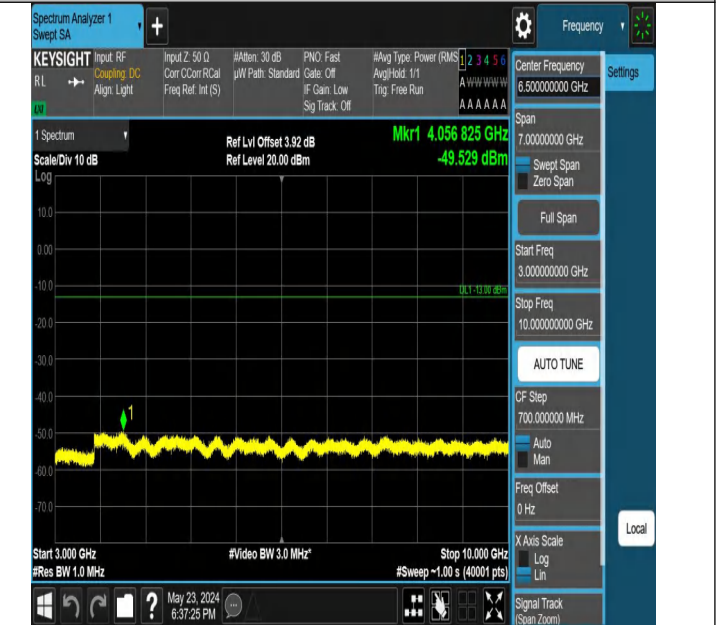 Spectrum Analyzer 1
Swept SA
+
Frequency
KEYSIGHT
RL
Input: RF
Coupling: DC
Align: Light
Input Z: 50 Ω
Corr CCorr RCal
Freq Ref: Int (S)
#Atten: 30 dB
µW Path: Standard
PNO: Fast
Gate: Off
IF Gain: Low
Sig Track: Off
#Avg Type: Power (RMS
Avg|Hold: 1/1
Trig: Free Run
1 2 3 4 5 6
A W W W W W
A A A A A A
1 Spectrum
Scale/Div 10 dB
Log
Ref Lvl Offset 3.92 dB
Ref Level 20.00 dBm
Mkr1 4.056 825 GHz
-49.529 dBm
10.0
0.00
-10.0
DL1 -13.00 dBm
-20.0
-30.0
-40.0
1
-50.0
-60.0
-70.0
Start 3.000 GHz
#Res BW 1.0 MHz
#Video BW 3.0 MHz*
Stop 10.000 GHz
#Sweep ~1.00 s (40001 pts)
?
May 23, 2024
6:37:25 PM
Center Frequency
6.500000000 GHz
Settings
Span
7.00000000 GHz
Swept Span
Zero Span
Full Span
Start Freq
3.000000000 GHz
Stop Freq
10.000000000 GHz
AUTO TUNE
CF Step
700.000000 MHz
Auto
Man
Freq Offset
0 Hz
X Axis Scale
Log
Lin
Local
Signal Track
(Span Zoom)